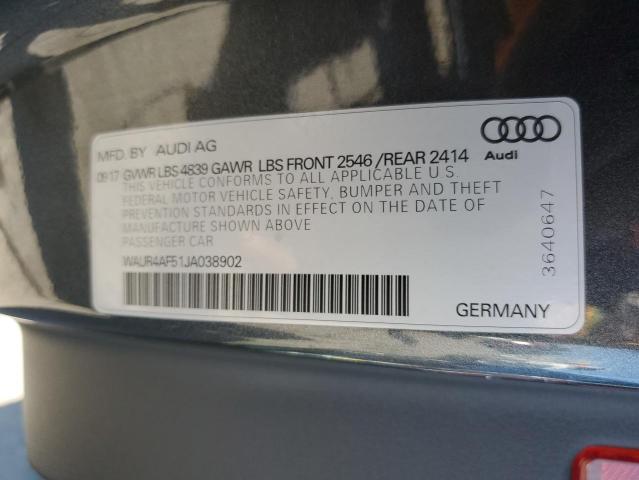 MFD. BY AUDI AG
09 17 GVWR LBS 4839 GAWR LBS FRONT 2546 /REAR 2414
THIS VEHICLE CONFORMS TO ALL APPLICABLE U.S.
FEDERAL MOTOR VEHICLE SAFETY, BUMPER AND THEFT
PREVENTION STANDARDS IN EFFECT ON THE DATE OF
MANUFACTURE SHOWN ABOVE
PASSENGER CAR
WAUR4AF51JA038902
Audi
3640647
GERMANY